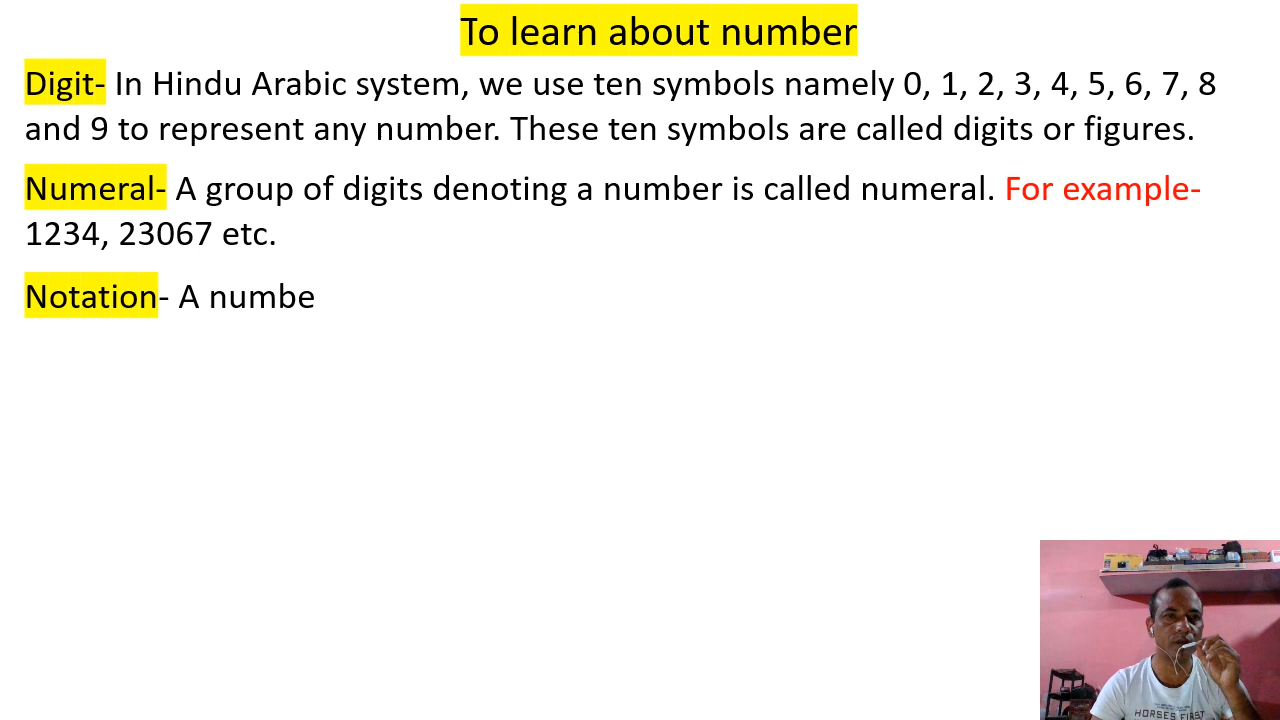 To learn about number
Digit- In Hindu Arabic system, we use ten symbols namely 0, 1, 2, 3, 4, 5, 6, 7, 8
and 9 to represent any number. These ten symbols are called digits or figures.
Numeral- A group of digits denoting a number is called numeral. For example-
1234, 23067 etc.
Notation- A numbe
HORSES FIRST